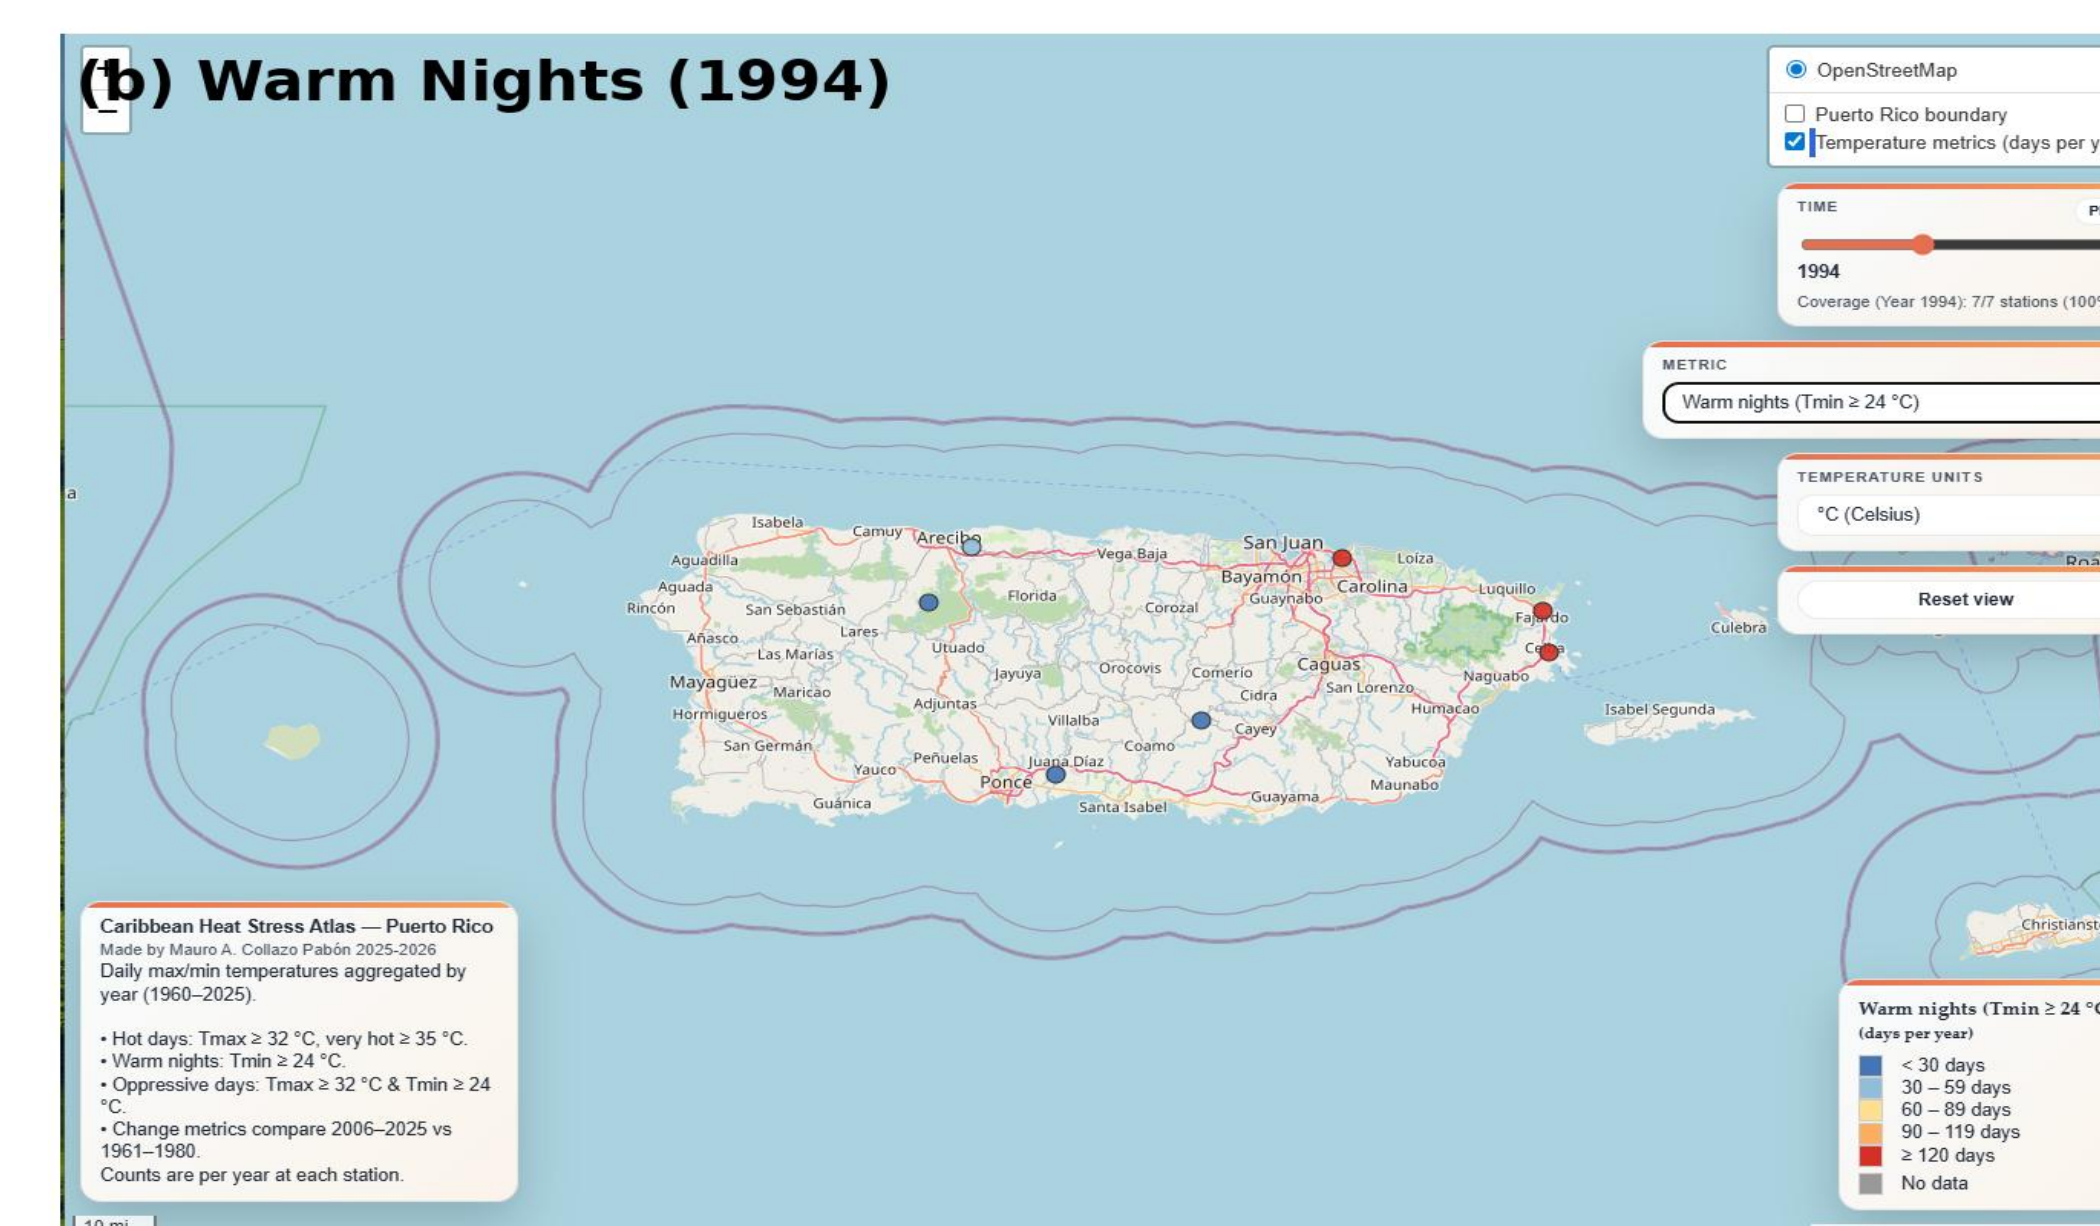 (b) Warm Nights (1994)
+
−
OpenStreetMap
Puerto Rico boundary
Temperature metrics (days per y
TIME
P
1994
Coverage (Year 1994): 7/7 stations (100
METRIC
Warm nights (Tmin ≥ 24 °C)
TEMPERATURE UNITS
°C (Celsius)
Reset view
a
Isabela
Camuy
Arecibo
Vega Baja
San Juan
Loíza
Aguadilla
Bayamón
Carolina
Luquillo
Aguada
Florida
Guaynabo
Rincón
San Sebastián
Corozal
Fajardo
Culebra
Añasco
Lares
Utuado
Ceiba
Las Marías
Orocovis
Comerío
Caguas
Jayuya
Naguabo
Mayagüez
Maricao
Cidra
San Lorenzo
Adjuntas
Humacao
Isabel Segunda
Hormigueros
Villalba
Cayey
San Germán
Coamo
Peñuelas
Juana Díaz
Yabucoa
Yauco
Ponce
Maunabo
Guánica
Santa Isabel
Guayama
Christianst
Caribbean Heat Stress Atlas — Puerto Rico
Made by Mauro A. Collazo Pabón 2025-2026
Daily max/min temperatures aggregated by
year (1960–2025).
• Hot days: Tmax ≥ 32 °C, very hot ≥ 35 °C.
• Warm nights: Tmin ≥ 24 °C.
• Oppressive days: Tmax ≥ 32 °C & Tmin ≥ 24
°C.
• Change metrics compare 2006–2025 vs
1961–1980.
Counts are per year at each station.
Warm nights (Tmin ≥ 24 °C
(days per year)
< 30 days
30 – 59 days
60 – 89 days
90 – 119 days
≥ 120 days
No data
10 mi